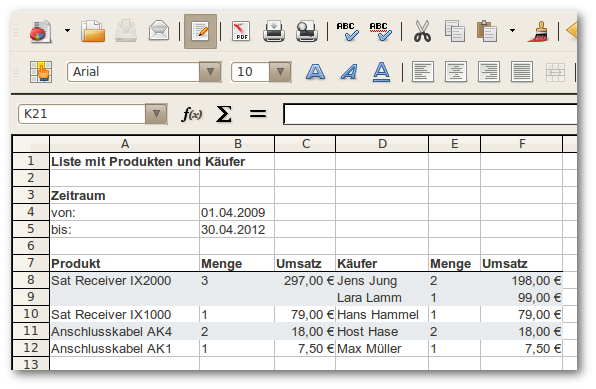 PDF ABC ABC
Arial 10 A A A
K21 f(x) Σ =
A B C D E F
1 Liste mit Produkten und Käufer
2
3 Zeitraum
4 von: 01.04.2009
5 bis: 30.04.2012
6
7 Produkt Menge Umsatz Käufer Menge Umsatz
8 Sat Receiver IX2000 3 297,00 € Jens Jung 2 198,00 €
9 Lara Lamm 1 99,00 €
10 Sat Receiver IX1000 1 79,00 € Hans Hammel 1 79,00 €
11 Anschlusskabel AK4 2 18,00 € Host Hase 2 18,00 €
12 Anschlusskabel AK1 1 7,50 € Max Müller 1 7,50 €
13